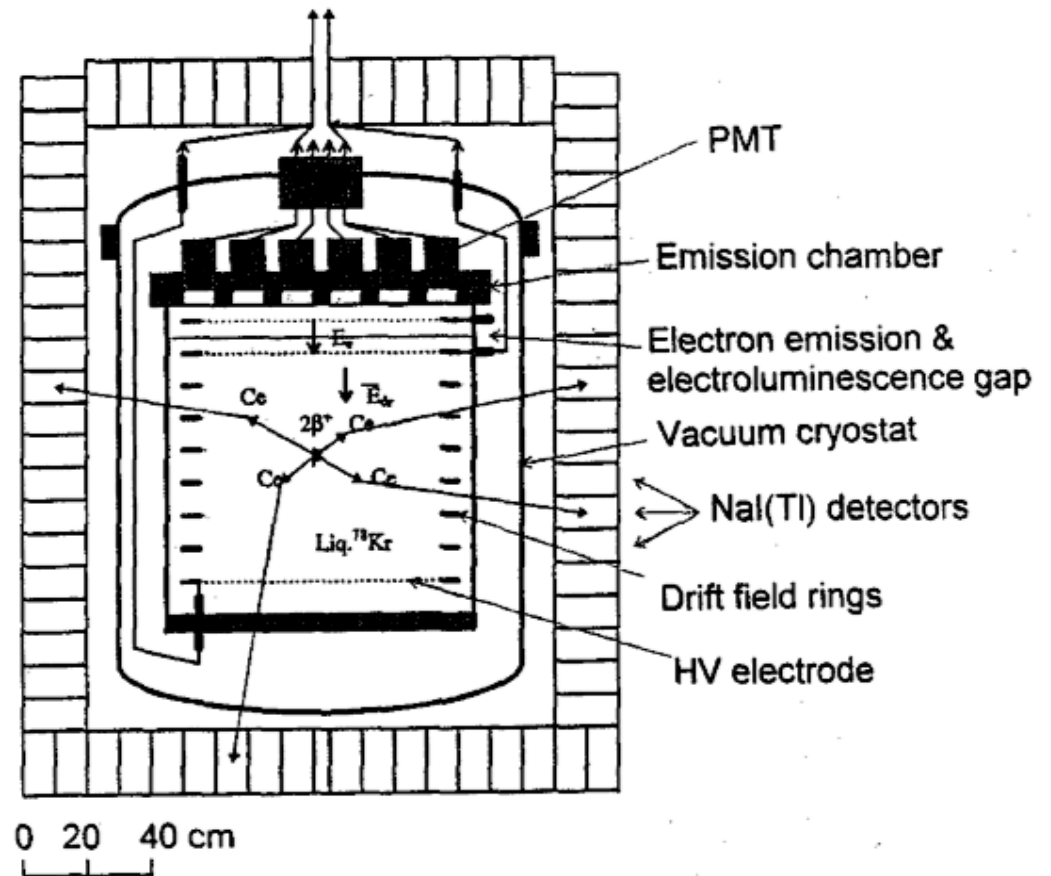 PMT
Emission chamber
Electron emission &
electroluminescence gap
Vacuum cryostat
NaI(Tl) detectors
Drift field rings
HV electrode
Ce
2β⁺
Ce
Ce
Ce
Liq.⁷⁸Kr
0 20 40 cm